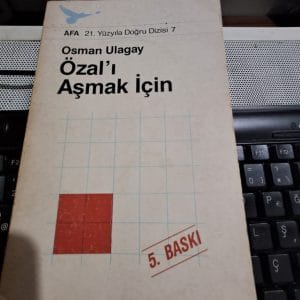 AFA 21. Yüzyıla Doğru Dizisi 7
Osman Ulagay
Özal'ı
Aşmak İçin
5. BASKI